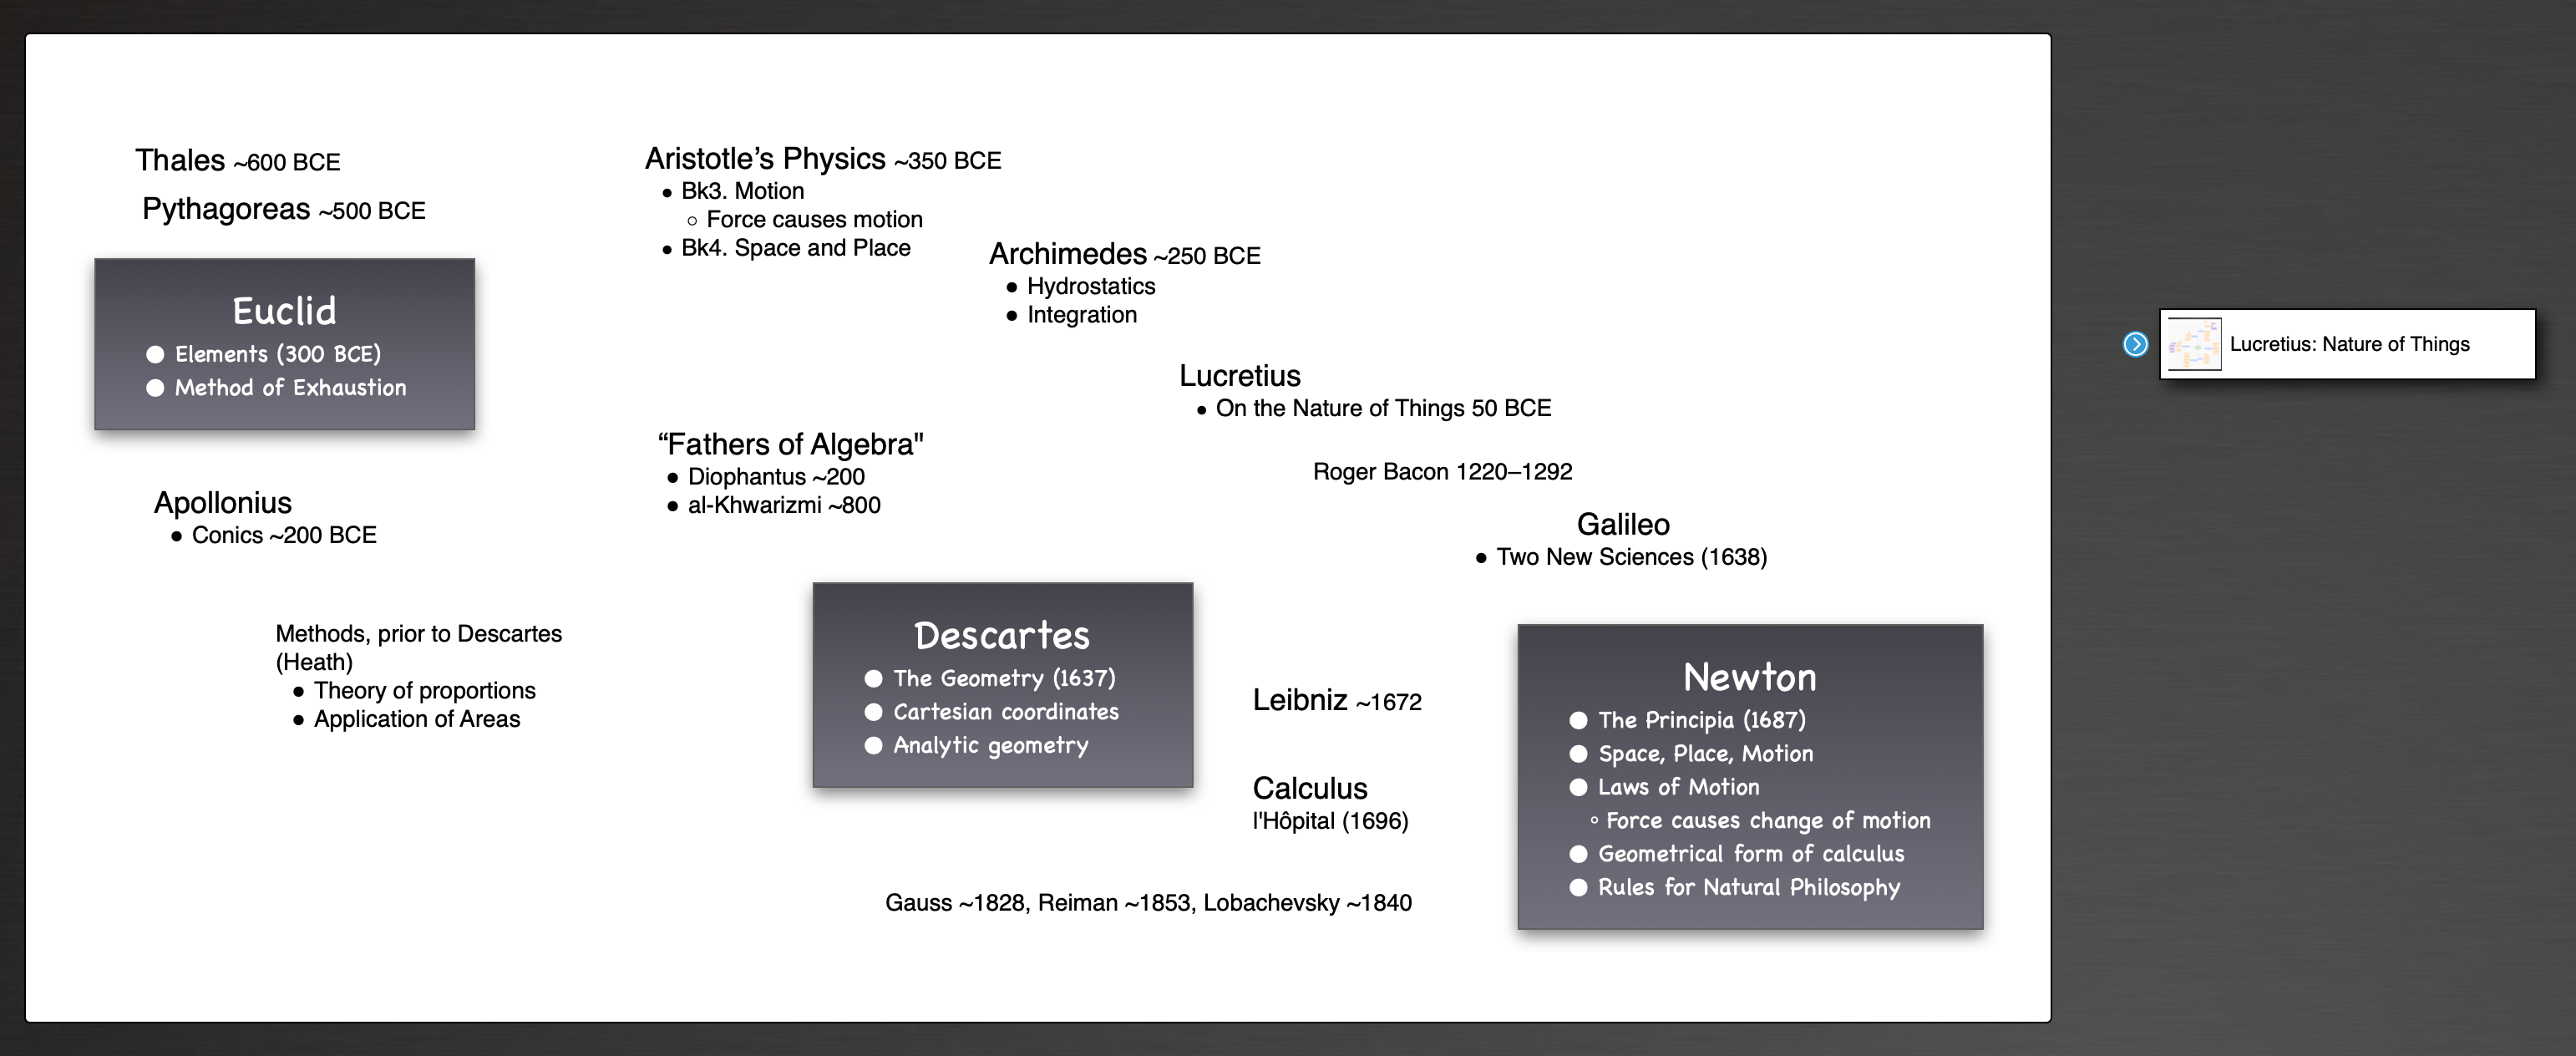 Thales ~600 BCE
Pythagoreas ~500 BCE
Euclid
● Elements (300 BCE)
● Method of Exhaustion
Apollonius
● Conics ~200 BCE
Methods, prior to Descartes
(Heath)
● Theory of proportions
● Application of Areas
Aristotle’s Physics ~350 BCE
● Bk3. Motion
○ Force causes motion
● Bk4. Space and Place
Archimedes ~250 BCE
● Hydrostatics
● Integration
Lucretius
● On the Nature of Things 50 BCE
“Fathers of Algebra"
● Diophantus ~200
● al-Khwarizmi ~800
Roger Bacon 1220–1292
Galileo
● Two New Sciences (1638)
Descartes
● The Geometry (1637)
● Cartesian coordinates
● Analytic geometry
Leibniz ~1672
Calculus
l'Hôpital (1696)
Newton
● The Principia (1687)
● Space, Place, Motion
● Laws of Motion
○ Force causes change of motion
● Geometrical form of calculus
● Rules for Natural Philosophy
Gauss ~1828, Reiman ~1853, Lobachevsky ~1840
Lucretius: Nature of Things